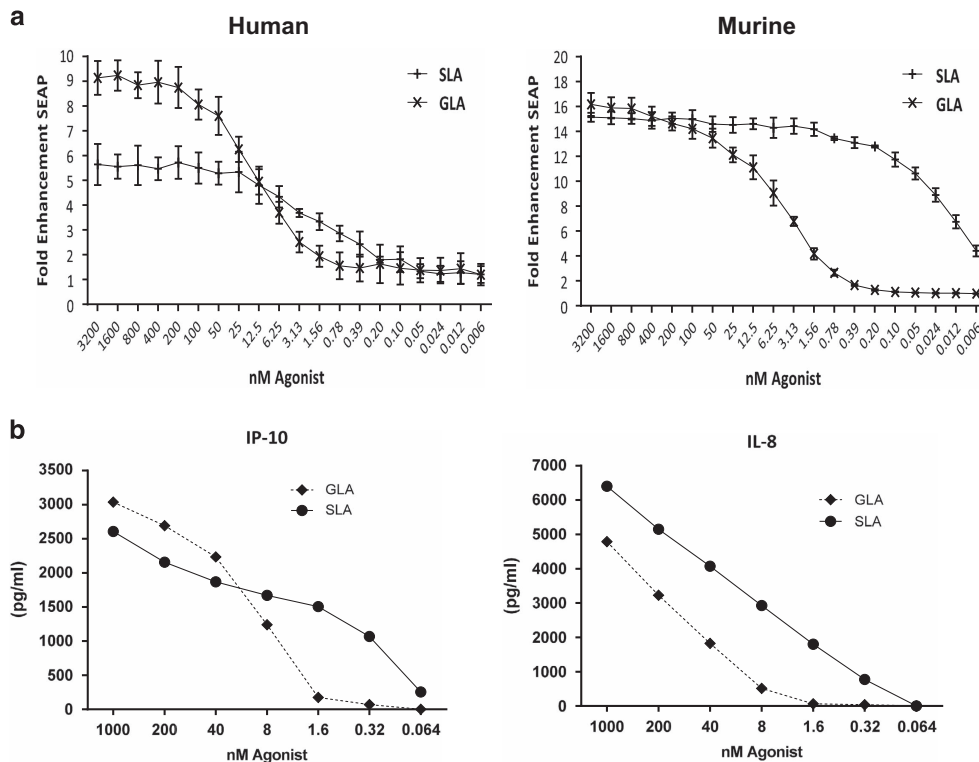 a
Human
Fold Enhancement SEAP
10
9
8
7
6
5
4
3
2
1
0
SLA
GLA
3200 1600 800 400 200 100 50 25 12.5 6.25 3.13 1.56 0.78 0.39 0.20 0.10 0.05 0.024 0.012 0.006
nM Agonist
Murine
Fold Enhancement SEAP
20
18
16
14
12
10
8
6
4
2
0
SLA
GLA
3200 1600 800 400 200 100 50 25 12.5 6.25 3.13 1.56 0.78 0.39 0.20 0.10 0.05 0.024 0.012 0.006
nM Agonist
b
IP-10
(pg/ml)
3500
3000
2500
2000
1500
1000
500
0
GLA
SLA
1000 200 40 8 1.6 0.32 0.064
nM Agonist
IL-8
(pg/ml)
7000
6000
5000
4000
3000
2000
1000
0
GLA
SLA
1000 200 40 8 1.6 0.32 0.064
nM Agonist